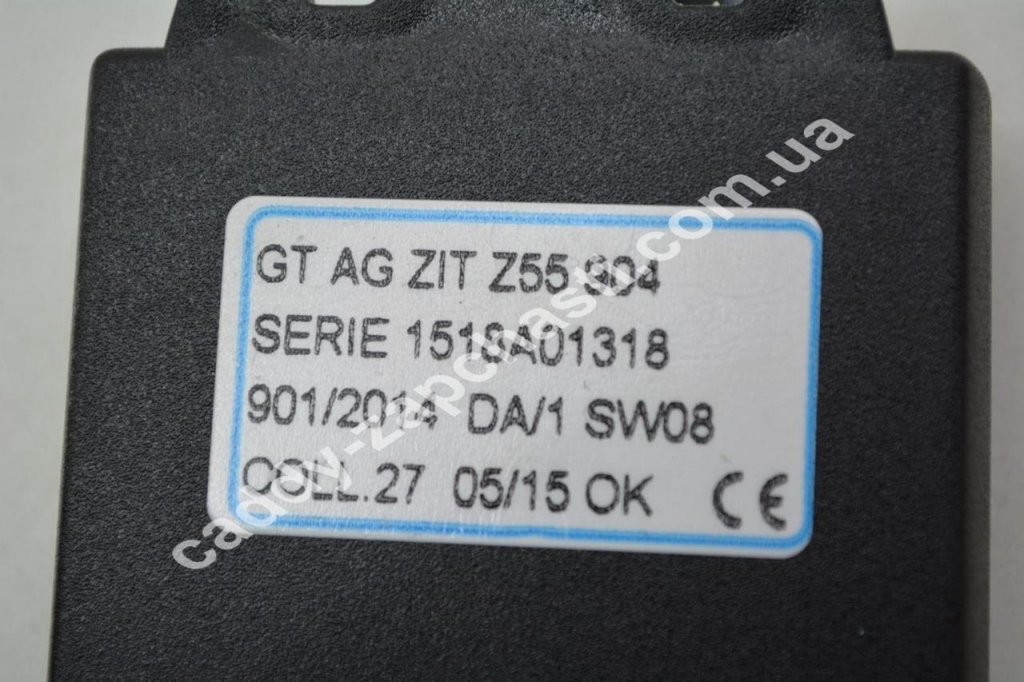 GT AG ZIT Z55.904
SERIE 1518A01318
901/2014 DA/1 SW08
COLL.27 05/15 OK CE
caddy-zapchasti.com.ua